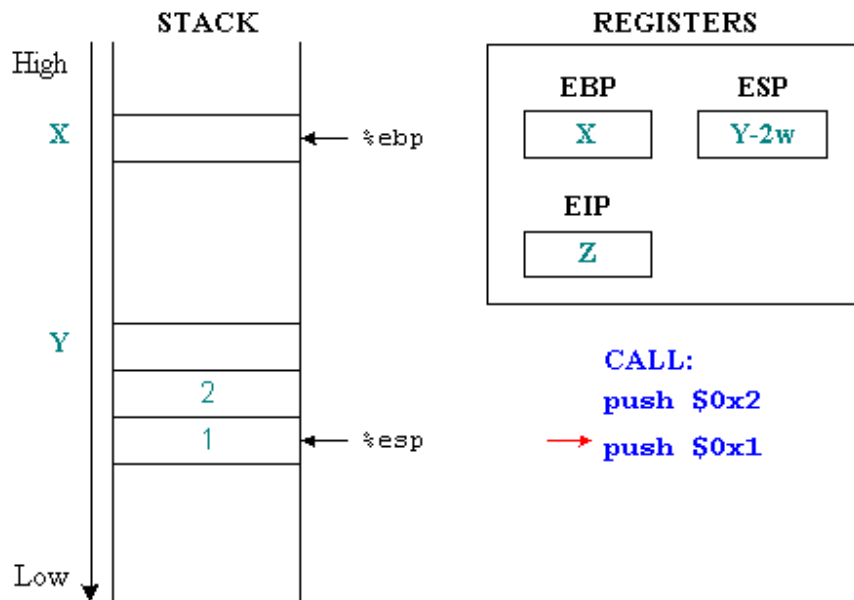 STACK
High
X
%ebp
Y
2
1
%esp
Low
REGISTERS
EBP
ESP
X
Y-2w
EIP
Z
CALL:
push $0x2
push $0x1